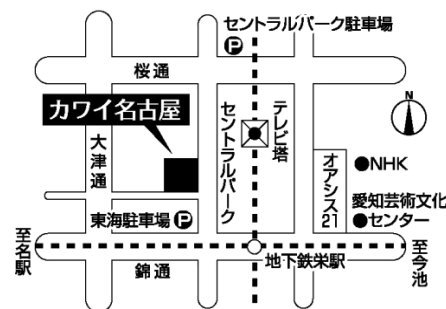 セントラルパーク駐車場
P
桜通
N
カワイ名古屋
大津通
セントラルパーク
テレビ塔
オアシス21
●NHK
愛知芸術文化
●センター
東海駐車場 P
至名駅
至今池
錦通
地下鉄栄駅